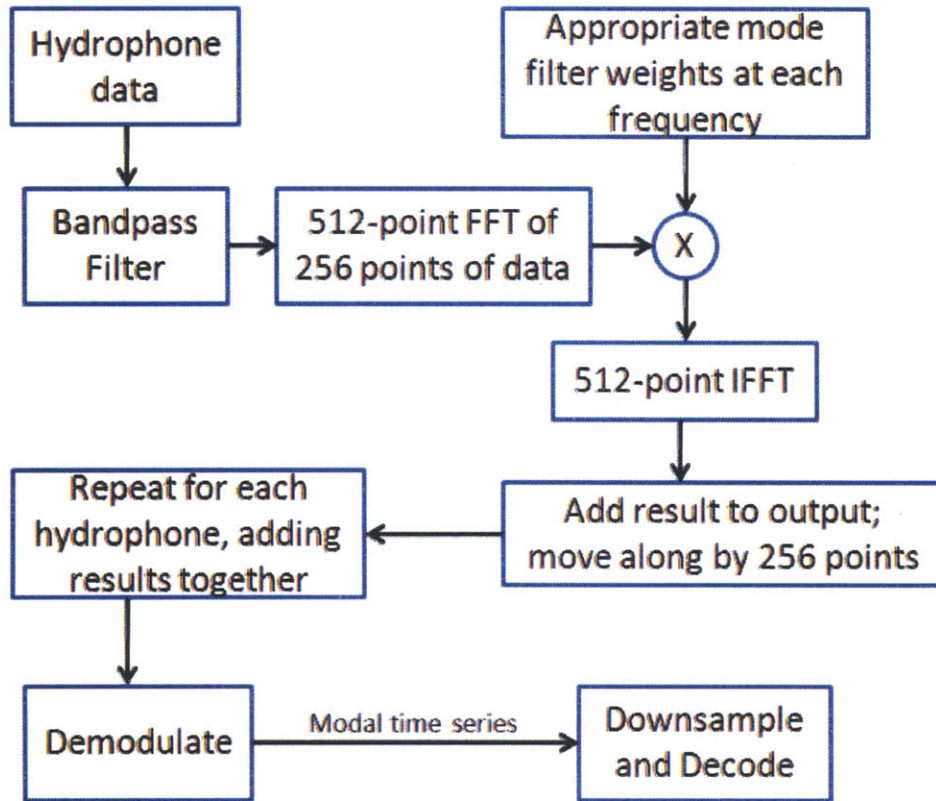 Hydrophone
data
Appropriate mode
filter weights at each
frequency
Bandpass
Filter
512-point FFT of
256 points of data
X
512-point IFFT
Add result to output;
move along by 256 points
Repeat for each
hydrophone, adding
results together
Demodulate
Modal time series
Downsample
and Decode